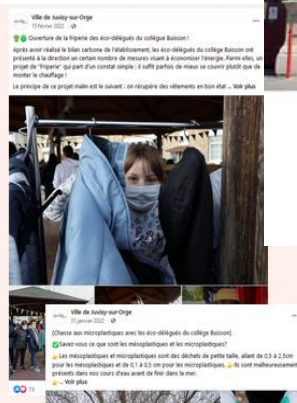 Ville de Juvisy-sur-Orge
15 février 2022
Ouverture de la friperie des éco-délégués du collègue Buisson !
Après avoir réalisé le bilan carbone de l'établissement, les éco-délégués du collègue Buisson ont
présenté à la direction un certain nombre de mesures visant à économiser l'énergie. Parmi elles, un
projet de "friperie" qui part d'un constat simple : il suffit parfois de mieux se couvrir plutôt que de
monter le chauffage !
Le principe de ce projet malin est le suivant : on récupère des vêtements en bon état ... Voir plus
Ville de Juvisy-sur-Orge
31 janvier 2022
[Chasse aux microplastiques avec les éco-délégués du collège Buisson].
Savez-vous ce que sont les mésoplastiques et les microplastiques?
Les mésoplastiques et microplastiques sont des déchets de petite taille, allant de 0,5 à 2,5cm
pour les mésoplastiques et de 0,1 à 0,5 cm pour les microplastiques. ils sont malheureusement
présents dans nos cours d'eau avant de finir dans la mer.
... Voir plus